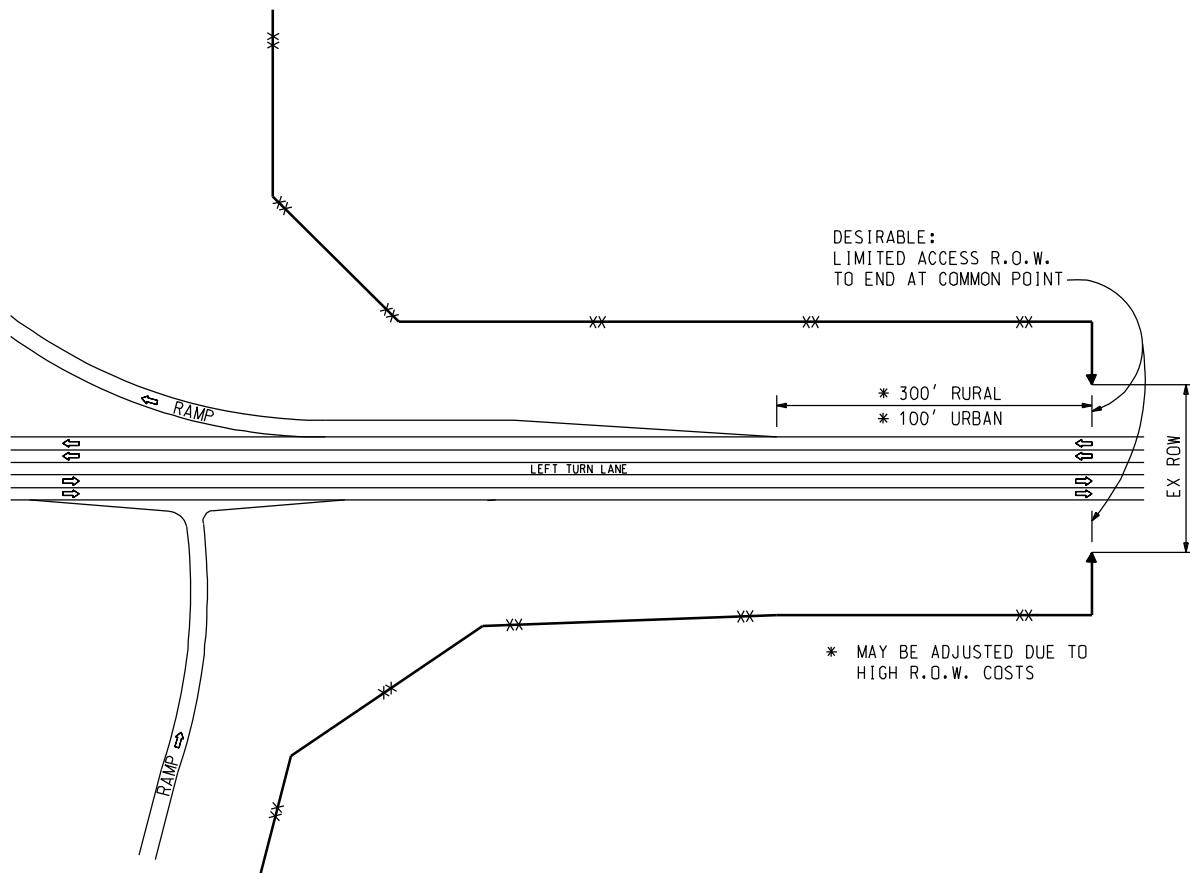 DESIRABLE:
LIMITED ACCESS R.O.W.
TO END AT COMMON POINT
* 300' RURAL
* 100' URBAN
RAMP
LEFT TURN LANE
EX ROW
* MAY BE ADJUSTED DUE TO
HIGH R.O.W. COSTS
RAMP